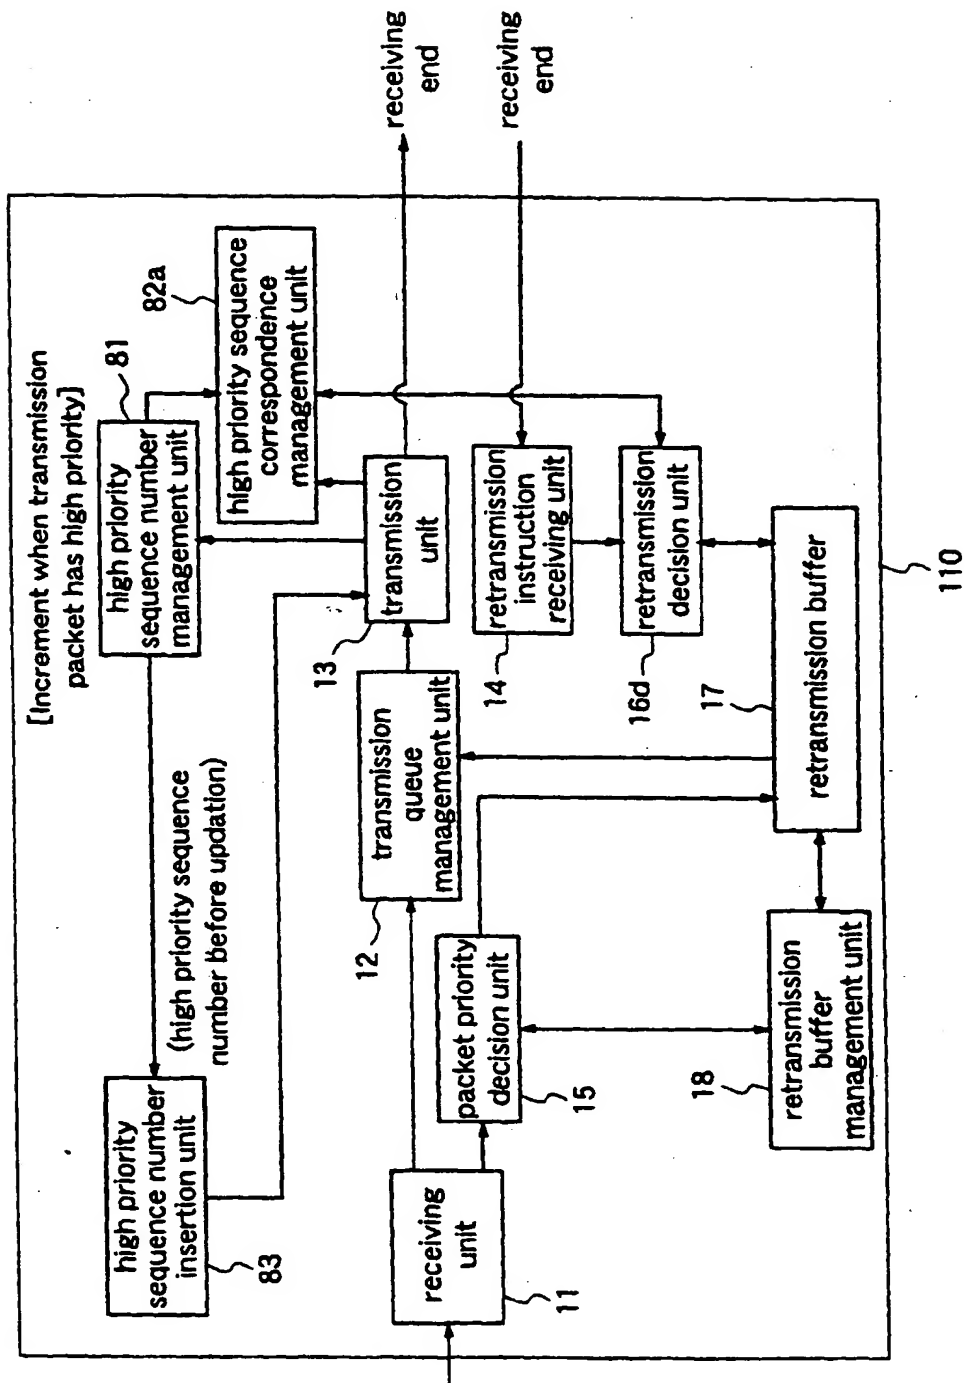 [Increment when transmission
packet has high priority]
high priority
sequence number
insertion unit
83
(high priority sequence
number before updation)
high priority
sequence number
management unit
81
high priority sequence
correspondence
management unit
82a
receiving
unit
11
transmission
queue
management unit
12
transmission
unit
13
receiving
end
packet priority
decision unit
15
retransmission
instruction
receiving unit
14
receiving
end
retransmission
decision unit
16d
retransmission
buffer
management unit
18
retransmission buffer
17
110